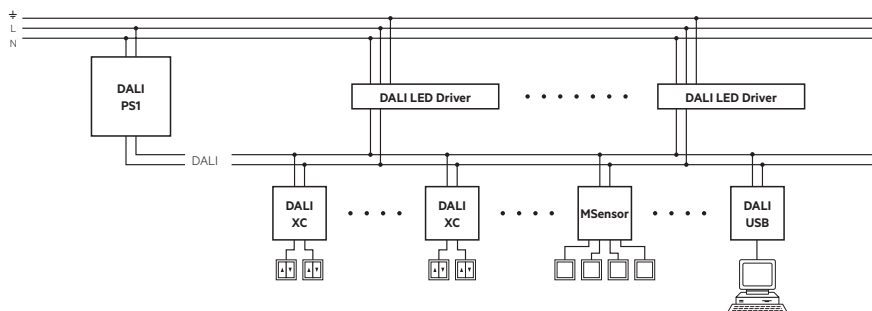 L
N
DALI
PS1
DALI LED Driver
DALI LED Driver
DALI
DALI
XC
DALI
XC
MSensor
DALI
USB